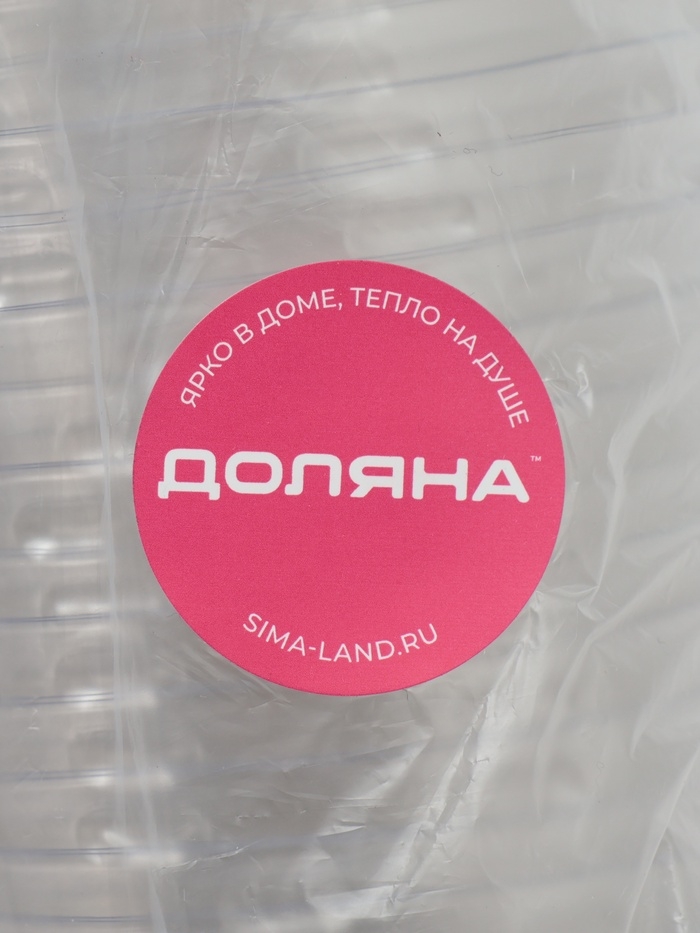 ЯРКО В ДОМЕ, ТЕПЛО НА ДУШЕ
ДОЛЯНА™
SIMA-LAND.RU